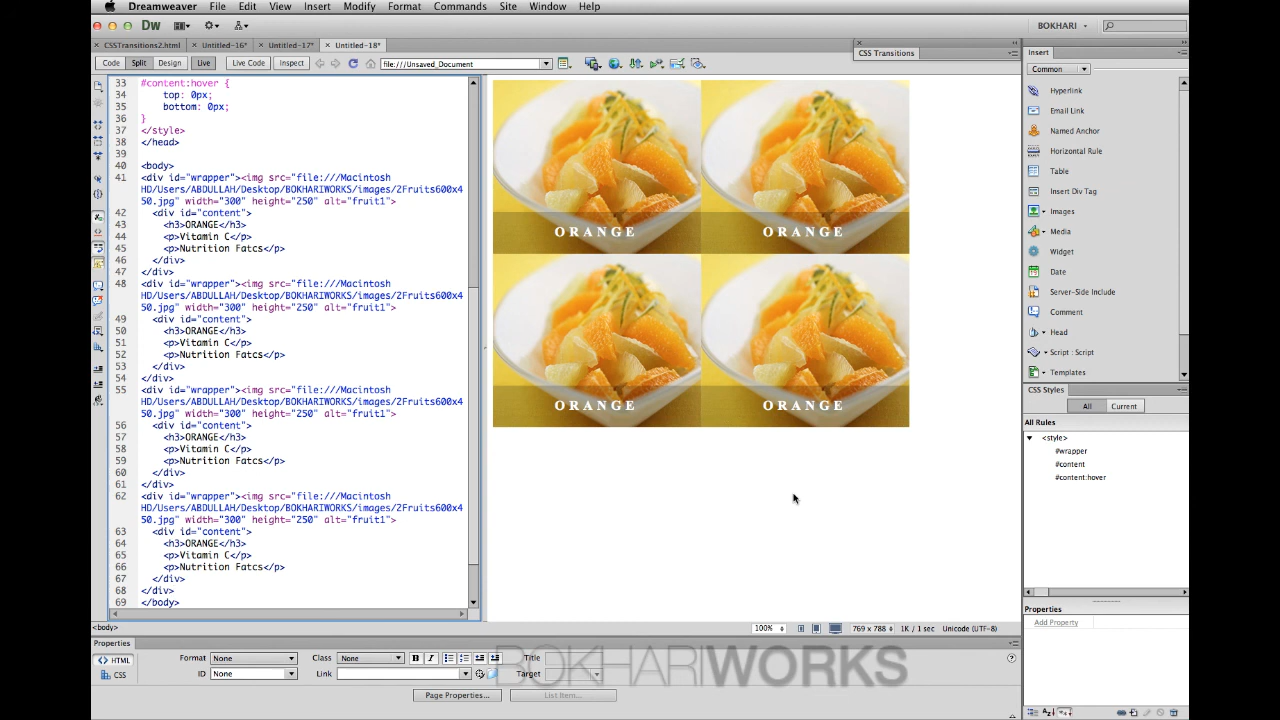 Dreamweaver File Edit View Insert Modify Format Commands Site Window Help
Dw BOKHARI
CSSTransitions2.html Untitled-16* Untitled-17* Untitled-18*
CSS Transitions
Insert
Code Split Design Live Live Code Inspect file:///Unsaved_Document
Common
Hyperlink
Email Link
Named Anchor
Horizontal Rule
Table
Insert Div Tag
Images
Media
Widget
Date
Server-Side Include
Comment
Head
Script : Script
Templates
33 #content:hover {
34 top: 0px;
35 bottom: 0px;
36 }
37 </style>
38 </head>
39
40 <body>
41 <div id="wrapper"><img src="file:///Macintosh
HD/Users/ABDULLAH/Desktop/BOKHARIWORKS/images/2Fruits600x4
50.jpg" width="300" height="250" alt="fruit1">
42 <div id="content">
43 <h3>ORANGE</h3>
44 <p>Vitamin C</p>
45 <p>Nutrition Fatcs</p>
46 </div>
47 </div>
48 <div id="wrapper"><img src="file:///Macintosh
HD/Users/ABDULLAH/Desktop/BOKHARIWORKS/images/2Fruits600x4
50.jpg" width="300" height="250" alt="fruit1">
49 <div id="content">
50 <h3>ORANGE</h3>
51 <p>Vitamin C</p>
52 <p>Nutrition Fatcs</p>
53 </div>
54 </div>
55 <div id="wrapper"><img src="file:///Macintosh
HD/Users/ABDULLAH/Desktop/BOKHARIWORKS/images/2Fruits600x4
50.jpg" width="300" height="250" alt="fruit1">
56 <div id="content">
57 <h3>ORANGE</h3>
58 <p>Vitamin C</p>
59 <p>Nutrition Fatcs</p>
60 </div>
61 </div>
62 <div id="wrapper"><img src="file:///Macintosh
HD/Users/ABDULLAH/Desktop/BOKHARIWORKS/images/2Fruits600x4
50.jpg" width="300" height="250" alt="fruit1">
63 <div id="content">
64 <h3>ORANGE</h3>
65 <p>Vitamin C</p>
66 <p>Nutrition Fatcs</p>
67 </div>
68 </div>
69 </body>
ORANGE ORANGE
ORANGE ORANGE
CSS Styles
All Current
All Rules
<style>
#wrapper
#content
#content:hover
Properties
Add Property
<body> 100% 769 x 788 1K / 1 sec Unicode (UTF-8)
Properties
<> HTML Format None Class None B I Title
CSS ID None Link Target
Page Properties... List Item...
BOKHARIWORKS